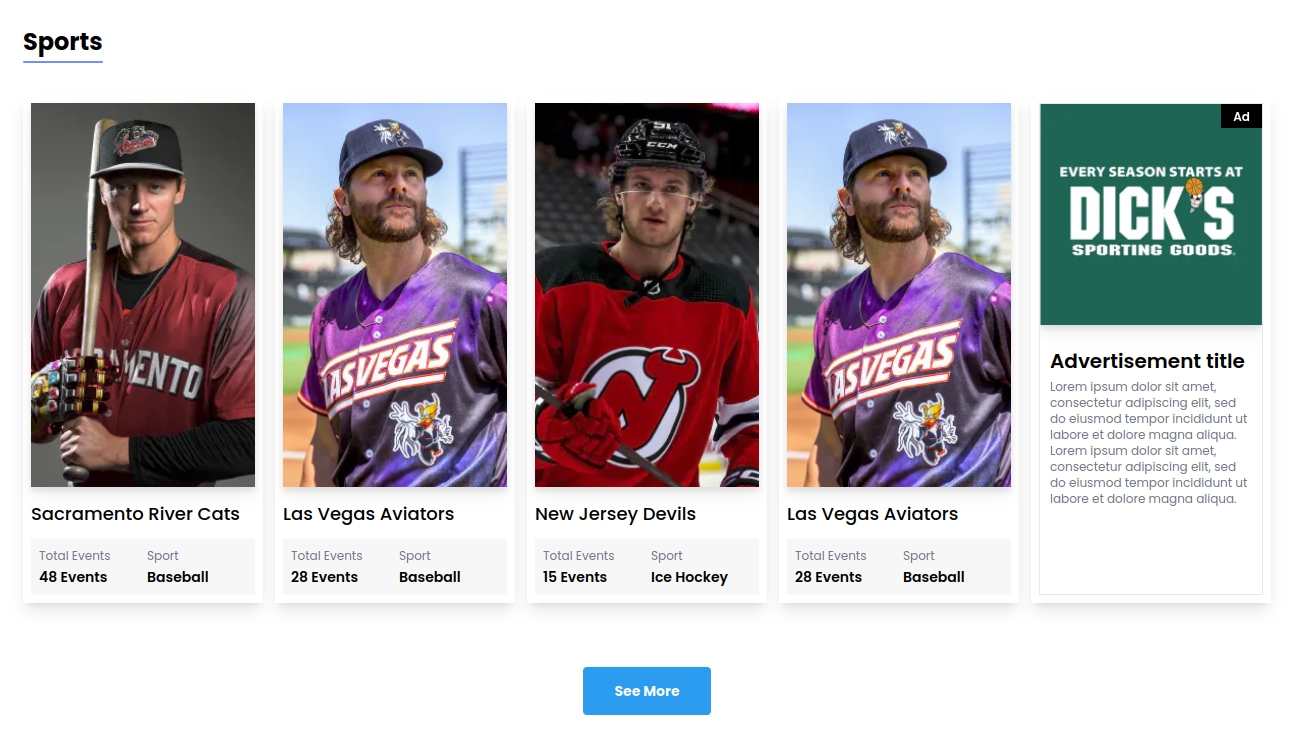 Sports
SACRAMENTO
LAS VEGAS
91
CCM
LAS VEGAS
Ad
EVERY SEASON STARTS AT
DICK'S
SPORTING GOODS.
Sacramento River Cats
Total Events Sport
48 Events Baseball
Las Vegas Aviators
Total Events Sport
28 Events Baseball
New Jersey Devils
Total Events Sport
15 Events Ice Hockey
Las Vegas Aviators
Total Events Sport
28 Events Baseball
Advertisement title
Lorem ipsum dolor sit amet,
consectetur adipiscing elit, sed
do eiusmod tempor incididunt ut
labore et dolore magna aliqua.
Lorem ipsum dolor sit amet,
consectetur adipiscing elit, sed
do eiusmod tempor incididunt ut
labore et dolore magna aliqua.
See More